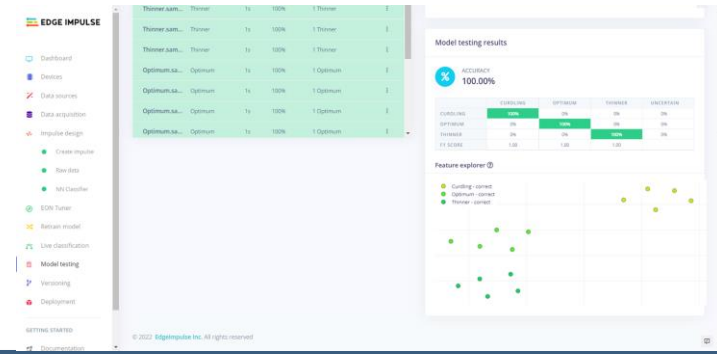 EDGE IMPULSE
Dashboard
Devices
Data sources
Data acquisition
Impulse design
Create impulse
Raw data
NN Classifier
EON Tuner
Retrain model
Live classification
Model testing
Versioning
Deployment
GETTING STARTED
Documentation
Thinner.sam... Thinner 1s 100% 1 Thinner
Thinner.sam... Thinner 1s 100% 1 Thinner
Thinner.sam... Thinner 1s 100% 1 Thinner
Optimum.sa... Optimum 1s 100% 1 Optimum
Optimum.sa... Optimum 1s 100% 1 Optimum
Optimum.sa... Optimum 1s 100% 1 Optimum
Optimum.sa... Optimum 1s 100% 1 Optimum
© 2022 EdgeImpulse Inc. All rights reserved
Model testing results
%
ACCURACY
100.00%
CURDLING OPTIMUM THINNER UNCERTAIN
CURDLING 100% 0% 0% 0%
OPTIMUM 0% 100% 0% 0%
THINNER 0% 0% 100% 0%
F1 SCORE 1.00 1.00 1.00
Feature explorer
Curdling - correct
Optimum - correct
Thinner - correct